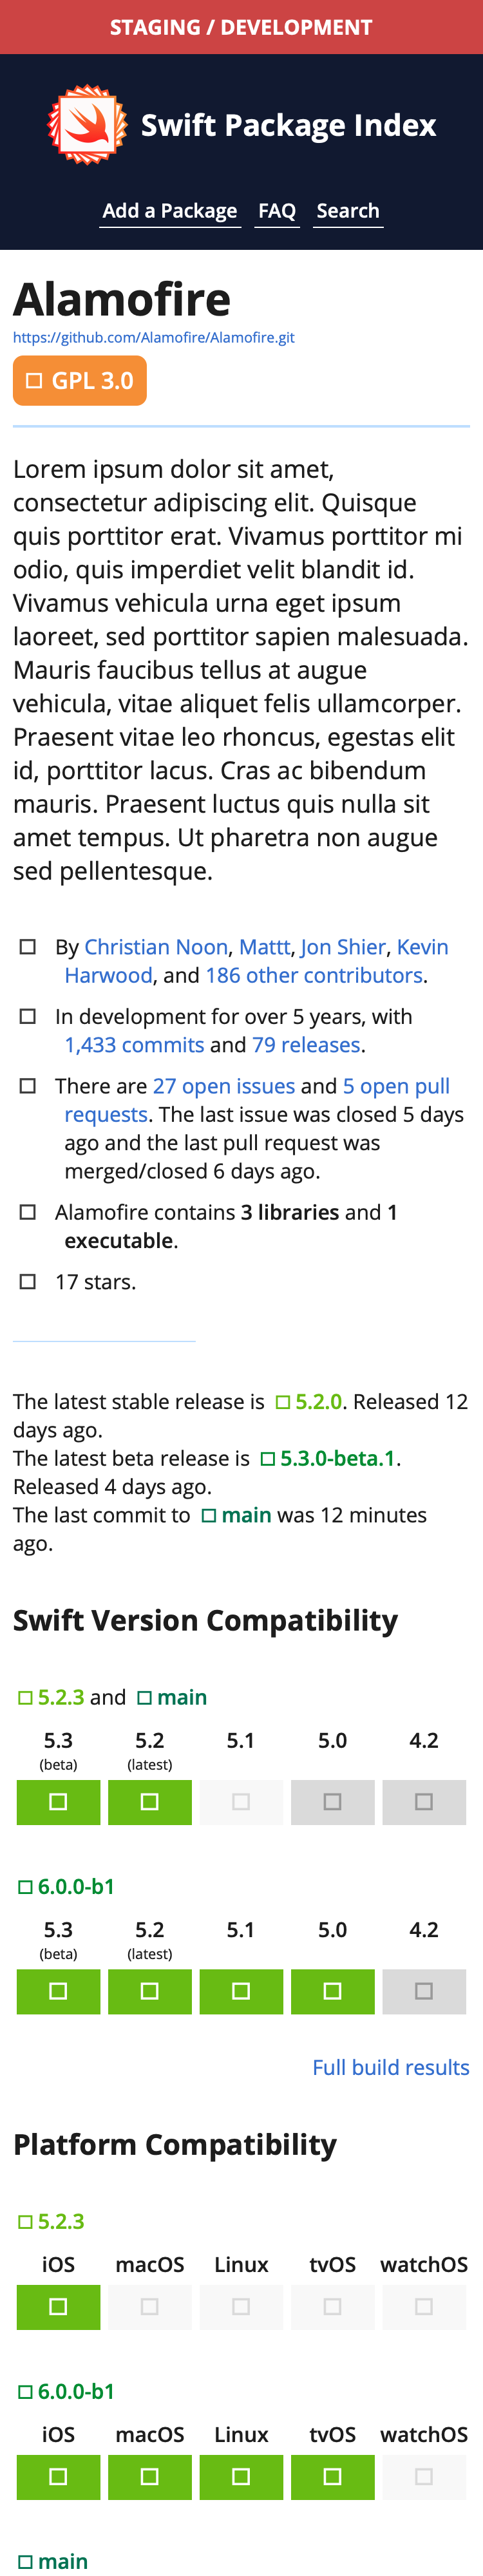 STAGING / DEVELOPMENT
Swift Package Index
Add a Package FAQ Search
Alamofire
https://github.com/Alamofire/Alamofire.git
GPL 3.0
Lorem ipsum dolor sit amet,
consectetur adipiscing elit. Quisque
quis porttitor erat. Vivamus porttitor mi
odio, quis imperdiet velit blandit id.
Vivamus vehicula urna eget ipsum
laoreet, sed porttitor sapien malesuada.
Mauris faucibus tellus at augue
vehicula, vitae aliquet felis ullamcorper.
Praesent vitae leo rhoncus, egestas elit
id, porttitor lacus. Cras ac bibendum
mauris. Praesent luctus quis nulla sit
amet tempus. Ut pharetra non augue
sed pellentesque.
By Christian Noon, Mattt, Jon Shier, Kevin
Harwood, and 186 other contributors.
In development for over 5 years, with
1,433 commits and 79 releases.
There are 27 open issues and 5 open pull
requests. The last issue was closed 5 days
ago and the last pull request was
merged/closed 6 days ago.
Alamofire contains 3 libraries and 1
executable.
17 stars.
The latest stable release is 5.2.0. Released 12
days ago.
The latest beta release is 5.3.0-beta.1.
Released 4 days ago.
The last commit to main was 12 minutes
ago.
Swift Version Compatibility
5.2.3 and main
5.3 5.2 5.1 5.0 4.2
(beta) (latest)
6.0.0-b1
5.3 5.2 5.1 5.0 4.2
(beta) (latest)
Full build results
Platform Compatibility
5.2.3
iOS macOS Linux tvOS watchOS
6.0.0-b1
iOS macOS Linux tvOS watchOS
main